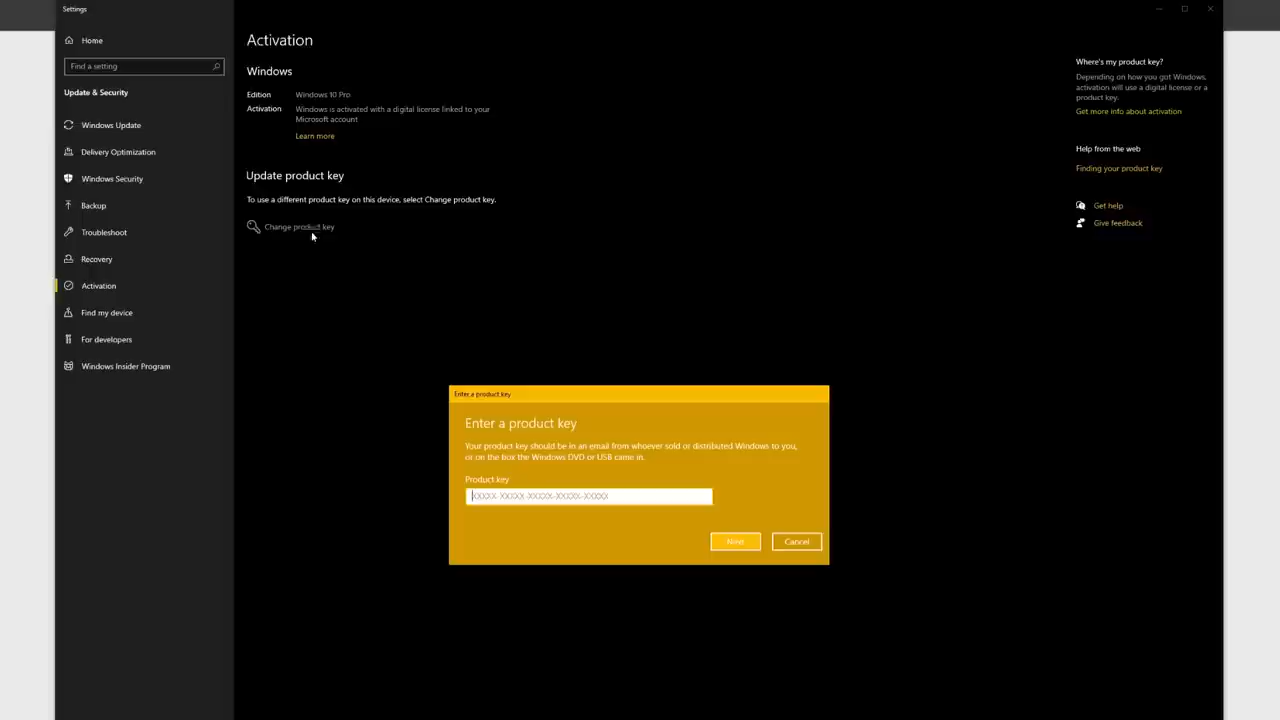 Settings
Home
Find a setting
Update & Security
Windows Update
Delivery Optimization
Windows Security
Backup
Troubleshoot
Recovery
Activation
Find my device
For developers
Windows Insider Program
Activation
Windows
Edition Windows 10 Pro
Activation Windows is activated with a digital license linked to your
Microsoft account
Learn more
Update product key
To use a different product key on this device, select Change product key.
Change product key
Where's my product key?
Depending on how you got Windows,
activation will use a digital license or a
product key.
Get more info about activation
Help from the web
Finding your product key
Get help
Give feedback
Enter a product key
Enter a product key
Your product key should be in an email from whoever sold or distributed Windows to you,
or on the box the Windows DVD or USB came in.
Product key
XXXXX-XXXXX-XXXXX-XXXXX-XXXXX
Next
Cancel